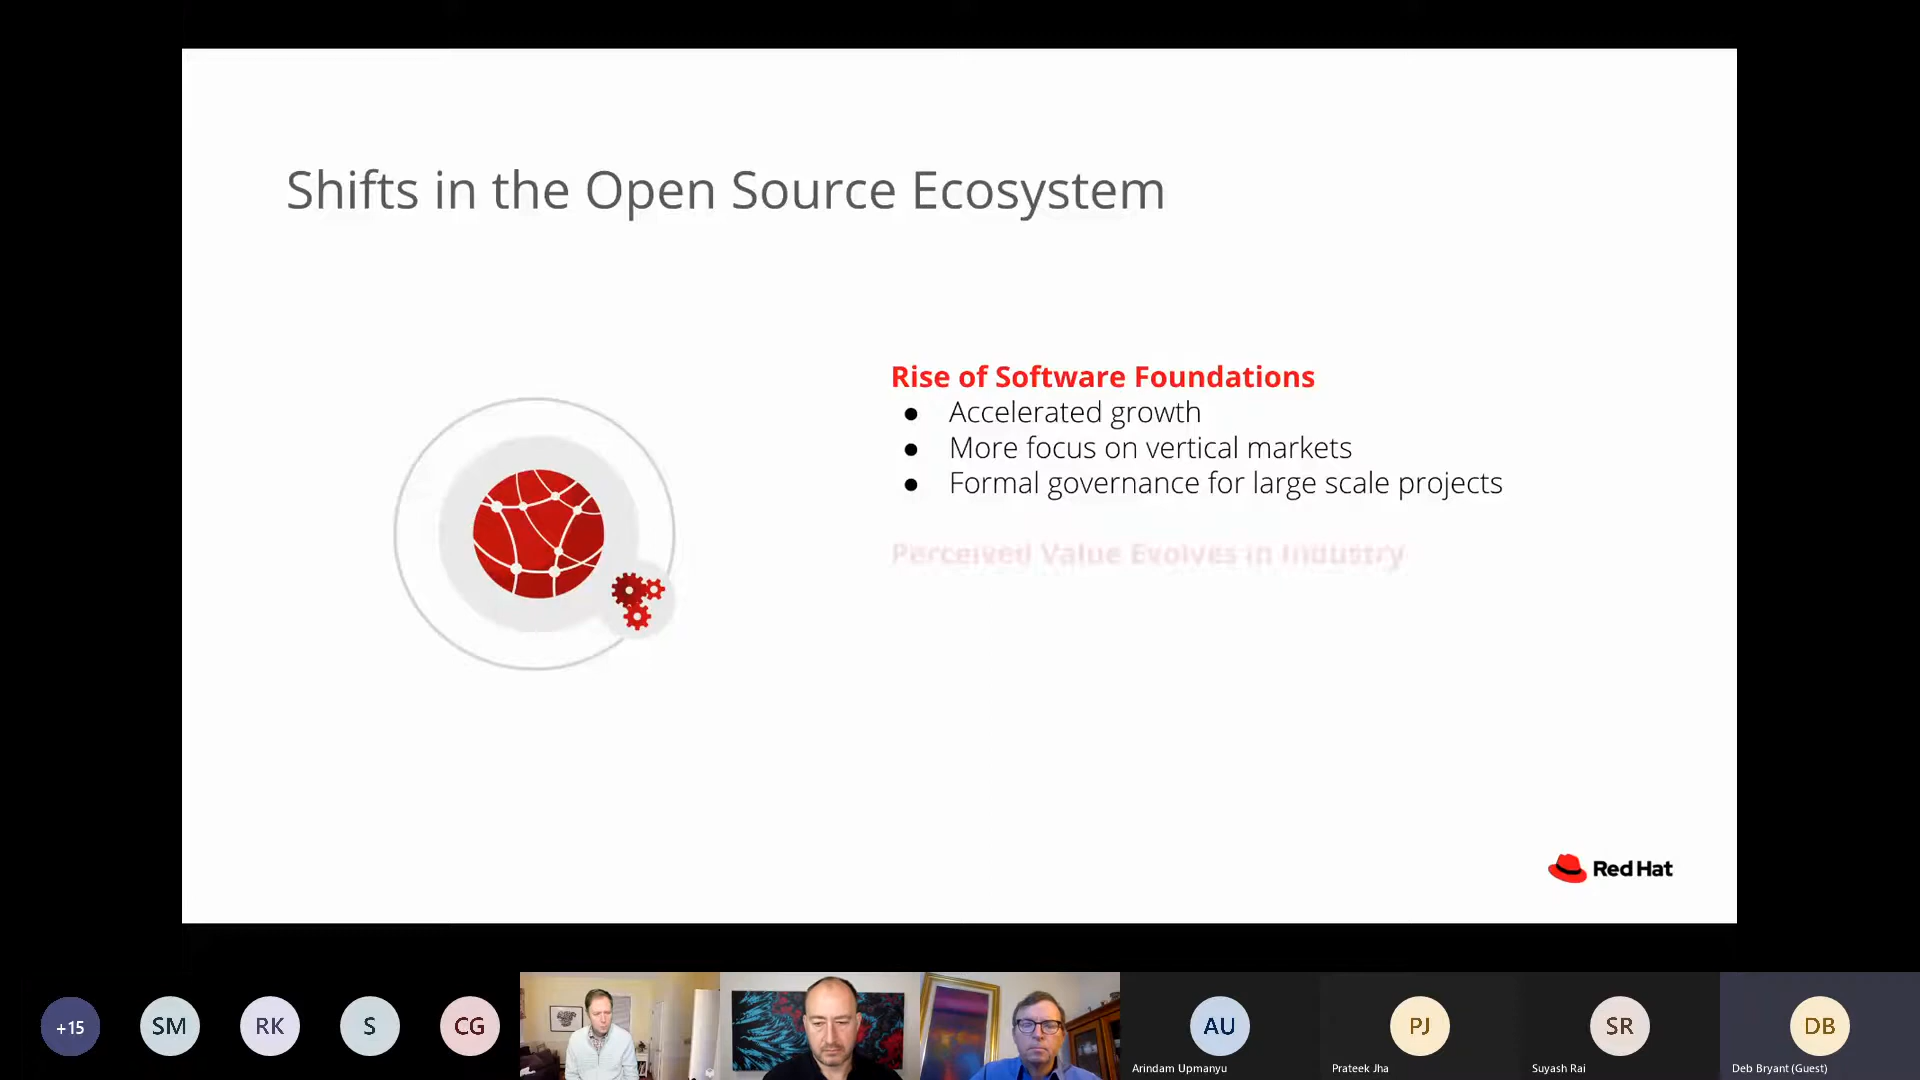 Shifts in the Open Source Ecosystem
Rise of Software Foundations
● Accelerated growth
● More focus on vertical markets
● Formal governance for large scale projects
Perceived Value Evolves in Industry
Red Hat
+15
SM
RK
S
CG
AU
Arindam Upmanyu
PJ
Prateek Jha
SR
Suyash Rai
DB
Deb Bryant (Guest)